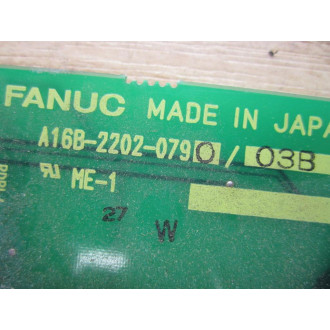 FANUC MADE IN JAPA
A16B-2202-0790/03B
ME-1
27 W